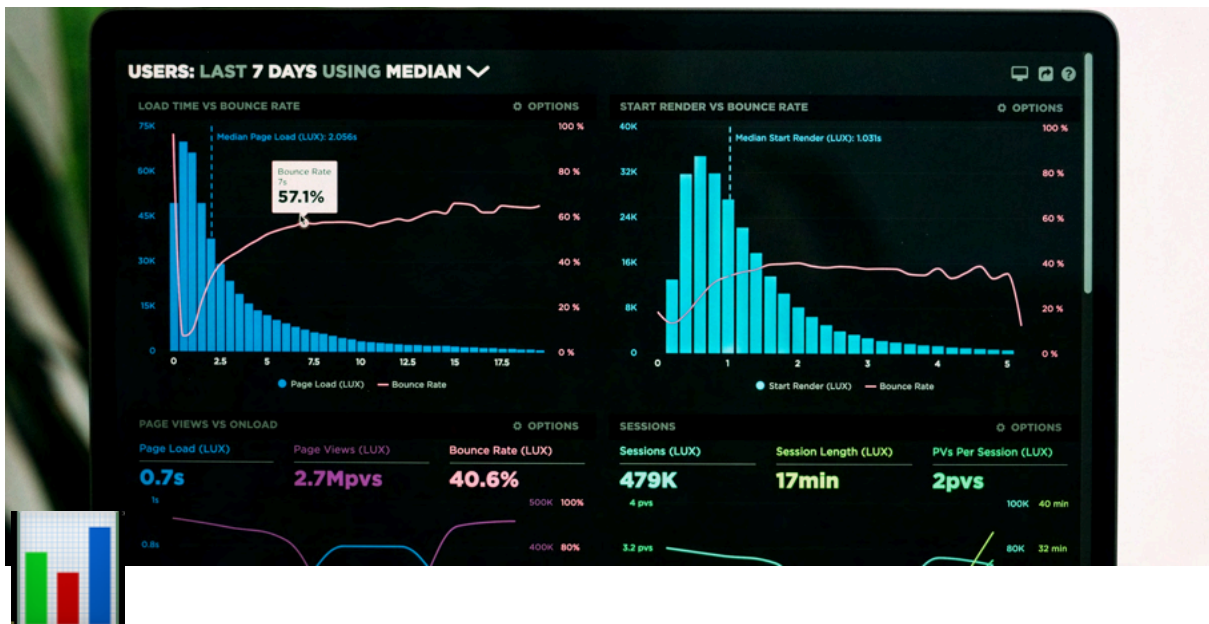 USERS: LAST 7 DAYS USING MEDIAN
LOAD TIME VS BOUNCE RATE
OPTIONS
75K
60K
45K
30K
15K
0
Median Page Load (LUX): 2.056s
Bounce Rate
7s
57.1%
100 %
80 %
60 %
40 %
20 %
0 %
0 2.5 5 7.5 10 12.5 15 17.5
Page Load (LUX) Bounce Rate
START RENDER VS BOUNCE RATE
OPTIONS
40K
32K
24K
16K
8K
0
Median Start Render (LUX): 1.031s
100 %
80 %
60 %
40 %
20 %
0 %
0 1 2 3 4 5
Start Render (LUX) Bounce Rate
PAGE VIEWS VS ONLOAD
OPTIONS
Page Load (LUX) Page Views (LUX) Bounce Rate (LUX)
0.7s 2.7Mpvs 40.6%
1s 500K 100%
0.8s 400K 80%
SESSIONS
OPTIONS
Sessions (LUX) Session Length (LUX) PVs Per Session (LUX)
479K 17min 2pvs
4 pvs 100K 40 min
3.2 pvs 80K 32 min